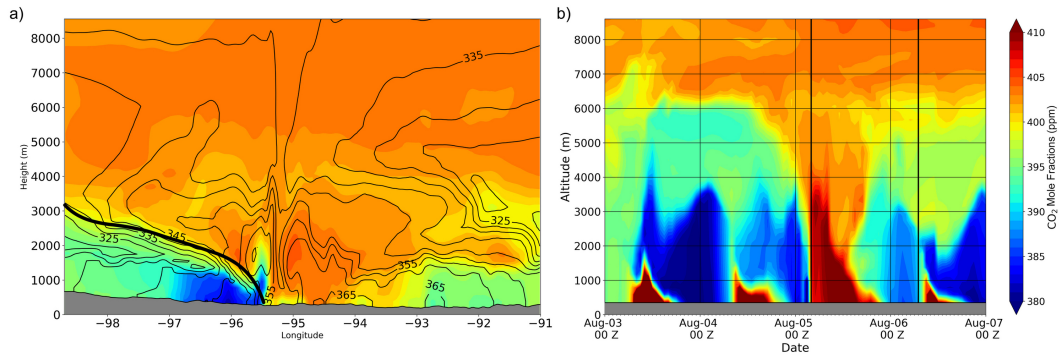 a)
b)
8000
7000
6000
5000
4000
3000
2000
1000
0
Height (m)
335
325
335
345
355
365
355
325
365
−98
−97
−96
−95
−94
−93
−92
−91
Longitude
8000
7000
6000
5000
4000
3000
2000
1000
0
Altitude (m)
Aug-03
00 Z
Aug-04
00 Z
Aug-05
00 Z
Aug-06
00 Z
Aug-07
00 Z
Date
410
405
400
395
390
385
380
CO₂ Mole Fractions (ppm)